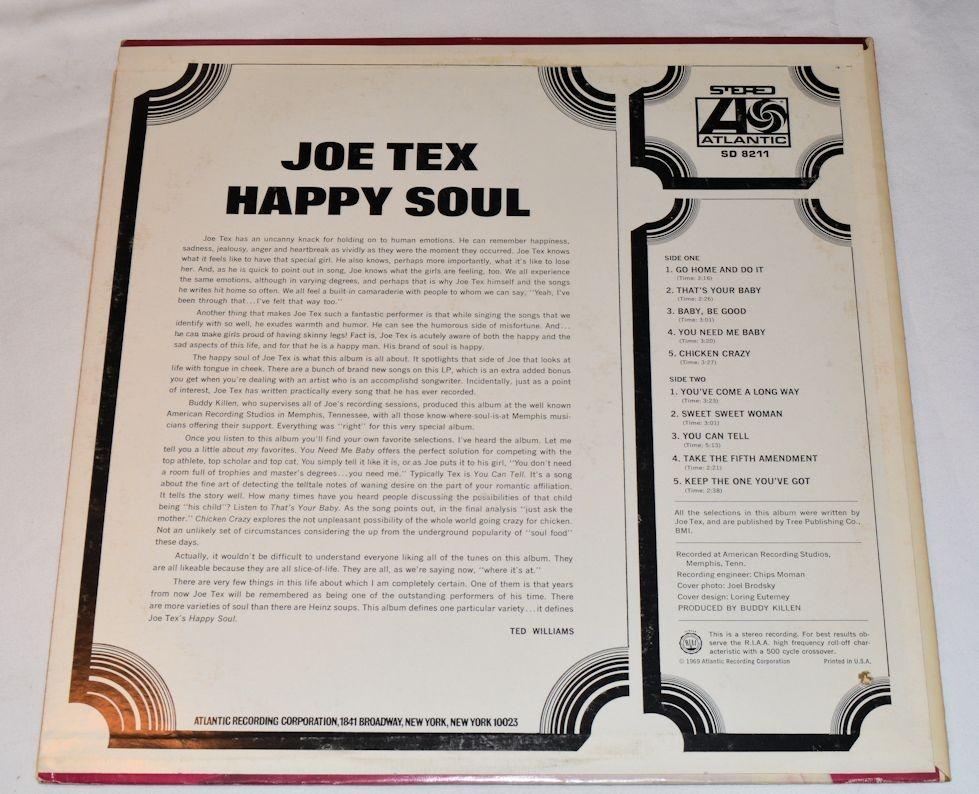 JOE TEX
HAPPY SOUL
Joe Tex has an uncanny knack for holding on to human emotions. He can remember happiness,
sadness, jealousy, anger and heartbreak as vividly as they were the moment they occurred. Joe Tex knows
what it feels like to have that special girl. He also knows, perhaps more importantly, what it's like to lose
her. And, as he is quick to point out in song, Joe knows what the girls are feeling, too. We all experience
the same emotions, although in varying degrees, and perhaps that is why Joe Tex himself and the songs
he writes hit home so often. We all feel a built-in camaraderie with people to whom we can say, "Yeah, I've
been through that...I've felt that way too."
Another thing that makes Joe Tex such a fantastic performer is that while singing the songs that we
identify with so well, he exudes warmth and humor. He can see the humorous side of misfortune. And...
he can make girls proud of having skinny legs! Fact is, Joe Tex is acutely aware of both the happy and the
sad aspects of this life, and for that he is a happy man. His brand of soul is happy.
The happy soul of Joe Tex is what this album is all about. It spotlights that side of Joe that looks at
life with tongue in cheek. There are a bunch of brand new songs on this LP, which is an extra added bonus
you get when you're dealing with an artist who is an accomplishd songwriter. Incidentally, just as a point
of interest, Joe Tex has written practically every song that he has ever recorded.
Buddy Killen, who supervises all of Joe's recording sessions, produced this album at the well known
American Recording Studios in Memphis, Tennessee, with all those know-where-soul-is-at Memphis musi-
cians offering their support. Everything was "right" for this very special album.
Once you listen to this album you'll find your own favorite selections. I've heard the album. Let me
tell you a little about my favorites. You Need Me Baby offers the perfect solution for competing with the
top athlete, top scholar and top cat. You simply tell it like it is, or as Joe puts it to his girl, "You don't need
a room full of trophies and master's degrees...you need me." Typically Tex is You Can Tell. It's a song
about the fine art of detecting the telltale notes of waning desire on the part of your romantic affiliation.
It tells the story well. How many times have you heard people discussing the possibilities of that child
being "his child"? Listen to That's Your Baby. As the song points out, in the final analysis "just ask the
mother." Chicken Crazy explores the not unpleasant possibility of the whole world going crazy for chicken.
Not an unlikely set of circumstances considering the up from the underground popularity of "soul food"
these days.
Actually, it wouldn't be difficult to understand everyone liking all of the tunes on this album. They
are all likeable because they are all slice-of-life. They are all, as we're saying now, "where it's at."
There are very few things in this life about which I am completely certain. One of them is that years
from now Joe Tex will be remembered as being one of the outstanding performers of his time. There
are more varieties of soul than there are Heinz soups. This album defines one particular variety...it defines
Joe Tex's Happy Soul.
TED WILLIAMS
ATLANTIC RECORDING CORPORATION, 1841 BROADWAY, NEW YORK, NEW YORK 10023
STEREO
ATLANTIC
SD 8211
SIDE ONE
1. GO HOME AND DO IT
(Time: 2:16)
2. THAT'S YOUR BABY
(Time: 2:26)
3. BABY, BE GOOD
(Time: 3:01)
4. YOU NEED ME BABY
(Time: 3:20)
5. CHICKEN CRAZY
(Time: 3:27)
SIDE TWO
1. YOU'VE COME A LONG WAY
(Time: 3:23)
2. SWEET SWEET WOMAN
(Time: 3:01)
3. YOU CAN TELL
(Time: 5:13)
4. TAKE THE FIFTH AMENDMENT
(Time: 2:21)
5. KEEP THE ONE YOU'VE GOT
(Time: 2:38)
All the selections in this album were written by
Joe Tex, and are published by Tree Publishing Co.,
BMI.
Recorded at American Recording Studios,
Memphis, Tenn.
Recording engineer: Chips Moman
Cover photo: Joel Brodsky
Cover design: Loring Eutemey
PRODUCED BY BUDDY KILLEN
RIAA
This is a stereo recording. For best results ob-
serve the R.I.A.A. high frequency roll-off char-
acteristic with a 500 cycle crossover.
© 1969 Atlantic Recording Corporation Printed in U.S.A.